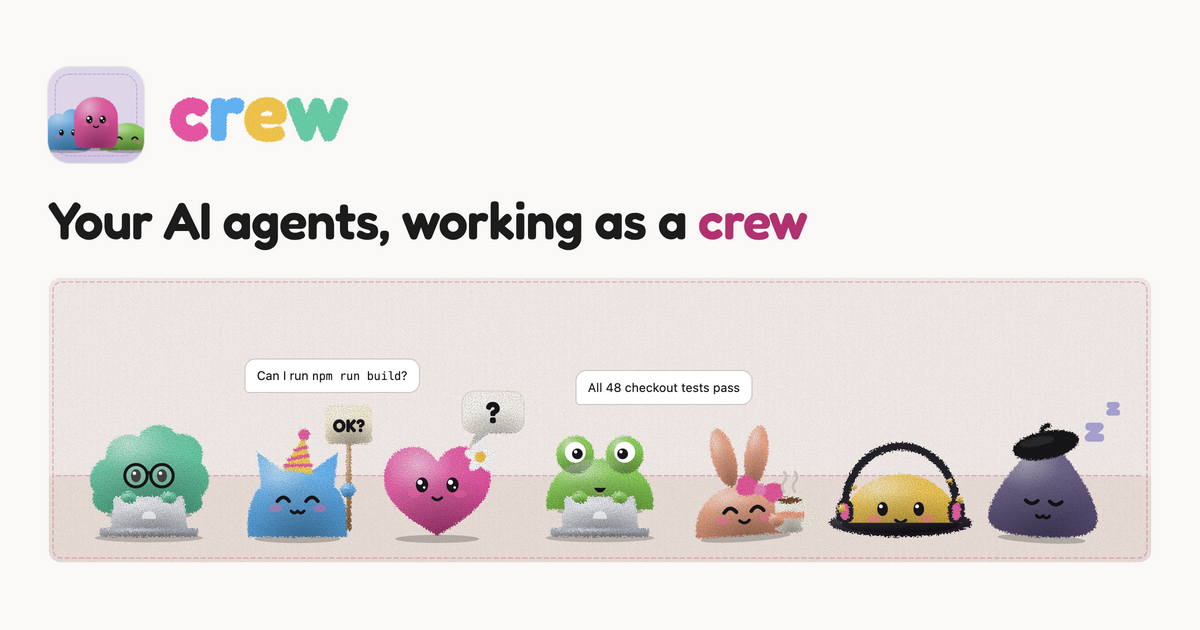 crew
Your AI agents, working as a crew
Can I run npm run build?
OK?
?
All 48 checkout tests pass
z
z